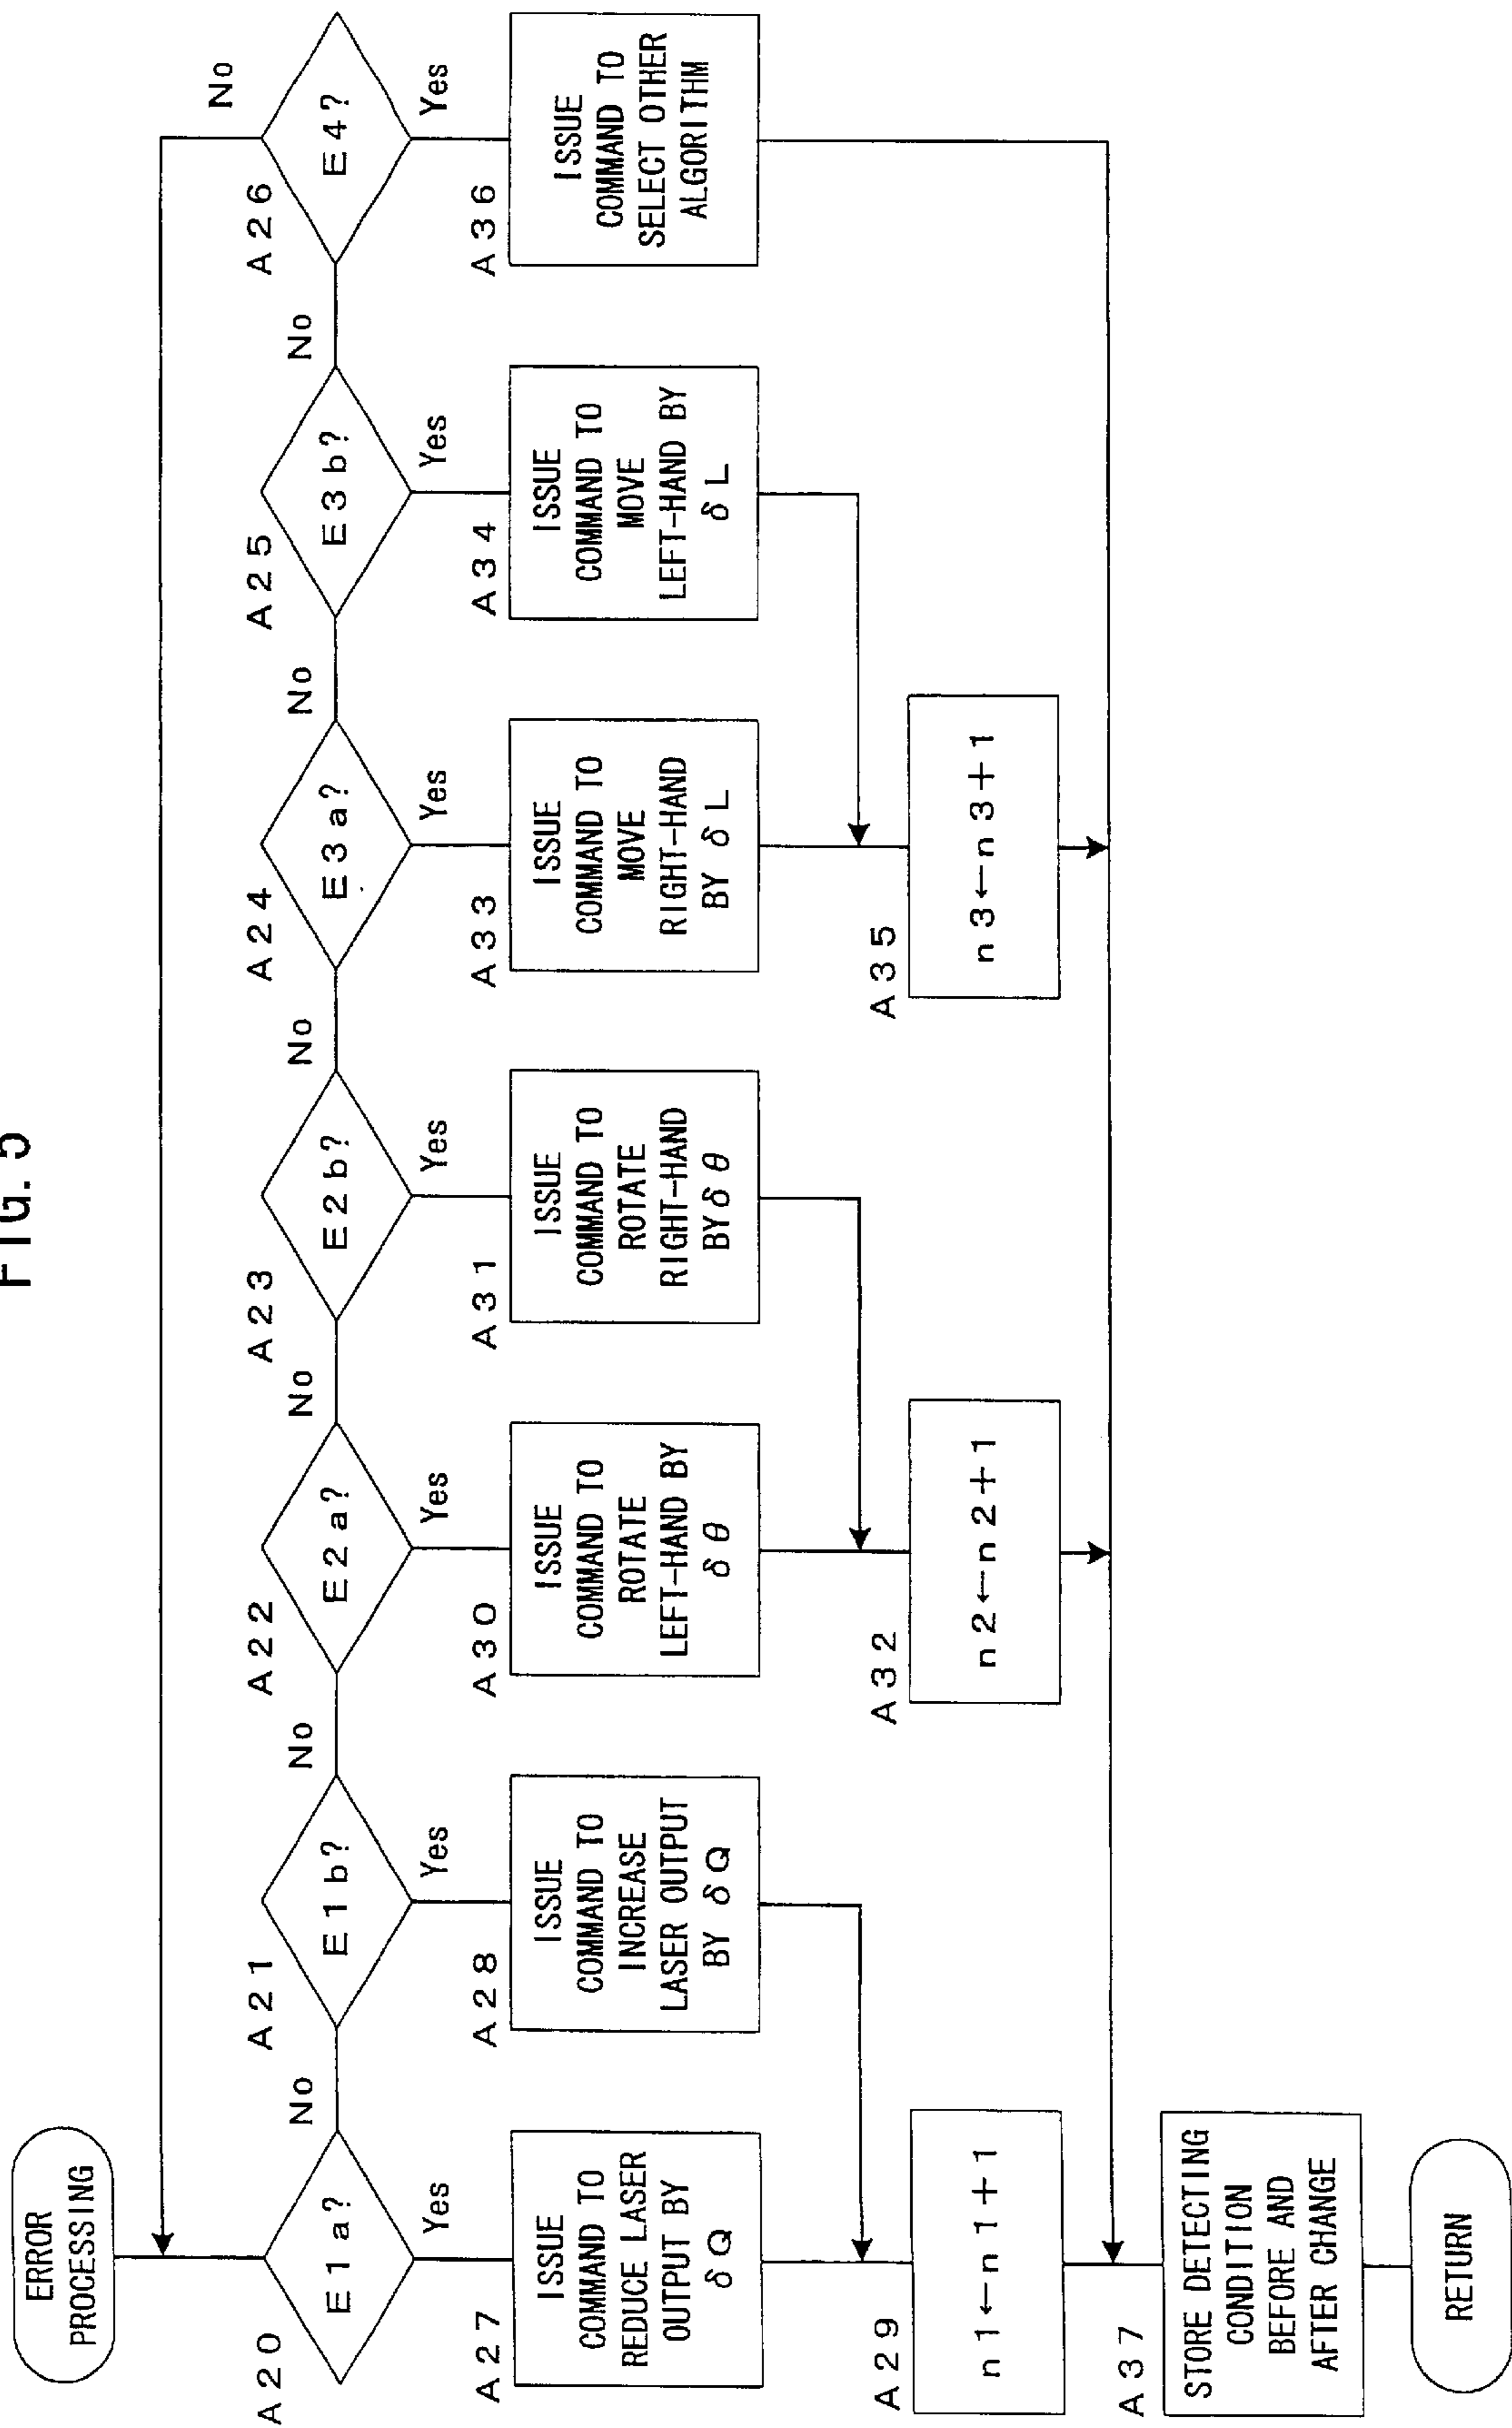 FIG. 5
ERROR
PROCESSING
A20
E1a?
No
Yes
A21
E1b?
No
Yes
A22
E2a?
No
Yes
A23
E2b?
No
Yes
A24
E3a?
No
Yes
A25
E3b?
No
Yes
A26
E4?
No
Yes
A27
ISSUE
COMMAND TO
REDUCE LASER
OUTPUT BY
δQ
A28
ISSUE
COMMAND TO
INCREASE
LASER OUTPUT
BY δQ
A30
ISSUE
COMMAND TO
ROTATE
LEFT-HAND BY
δθ
A31
ISSUE
COMMAND TO
ROTATE
RIGHT-HAND
BYδθ
A33
ISSUE
COMMAND TO
MOVE
RIGHT-HAND
BY δL
A34
ISSUE
COMMAND TO
MOVE
LEFT-HAND BY
δL
A36
ISSUE
COMMAND TO
SELECT OTHER
ALGORITHM
A29
n1←n1+1
A32
n2←n2+1
A35
n3←n3+1
A37
STORE DETECTING
CONDITION
BEFORE AND
AFTER CHANGE
RETURN